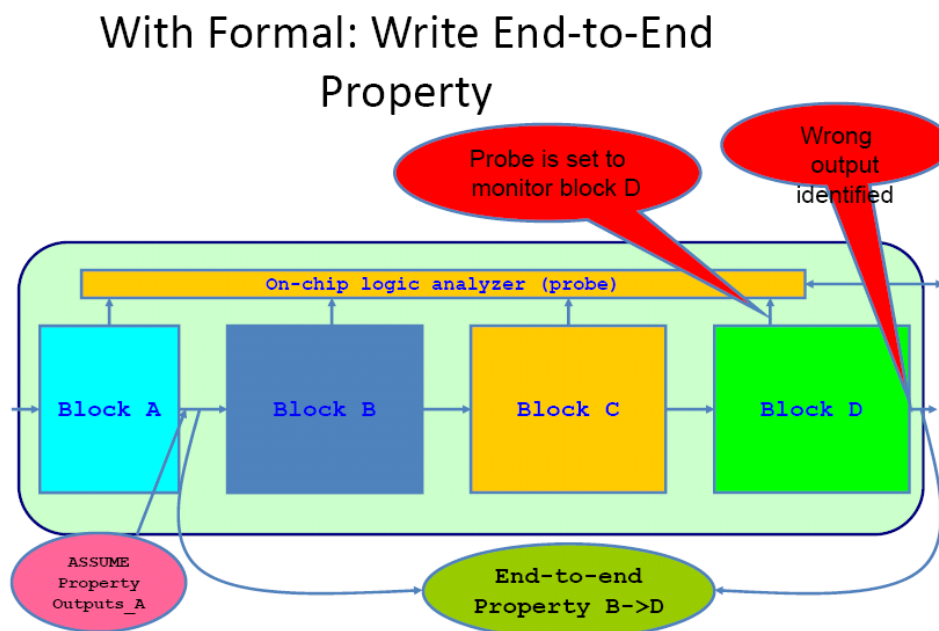 With Formal: Write End-to-End
Property
Probe is set to
monitor block D
Wrong
output
identified
On-chip logic analyzer (probe)
Block A
Block B
Block C
Block D
ASSUME
Property
Outputs_A
End-to-end
Property B->D